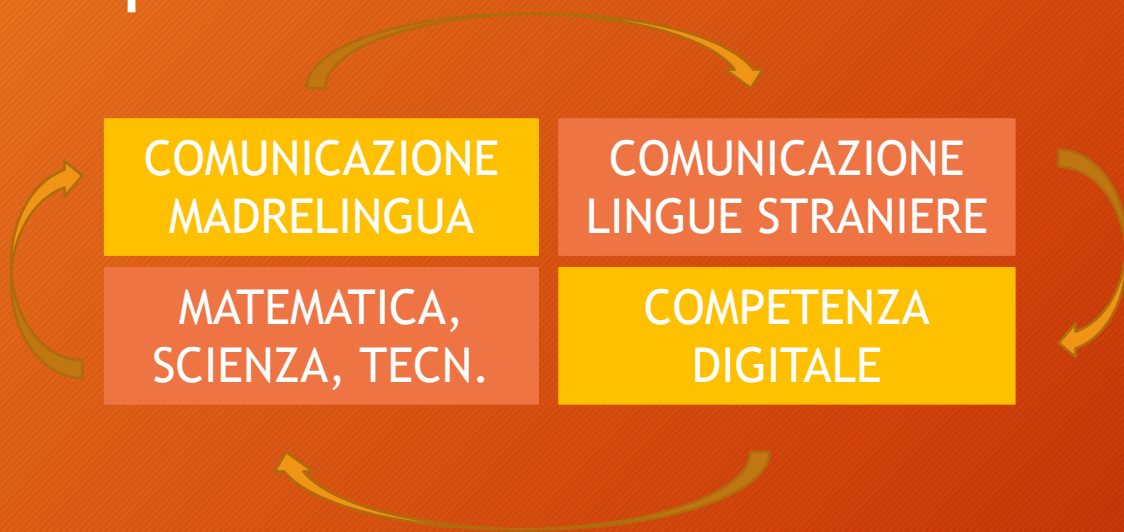 COMUNICAZIONE
MADRELINGUA
COMUNICAZIONE
LINGUE STRANIERE
MATEMATICA,
SCIENZA, TECN.
COMPETENZA
DIGITALE